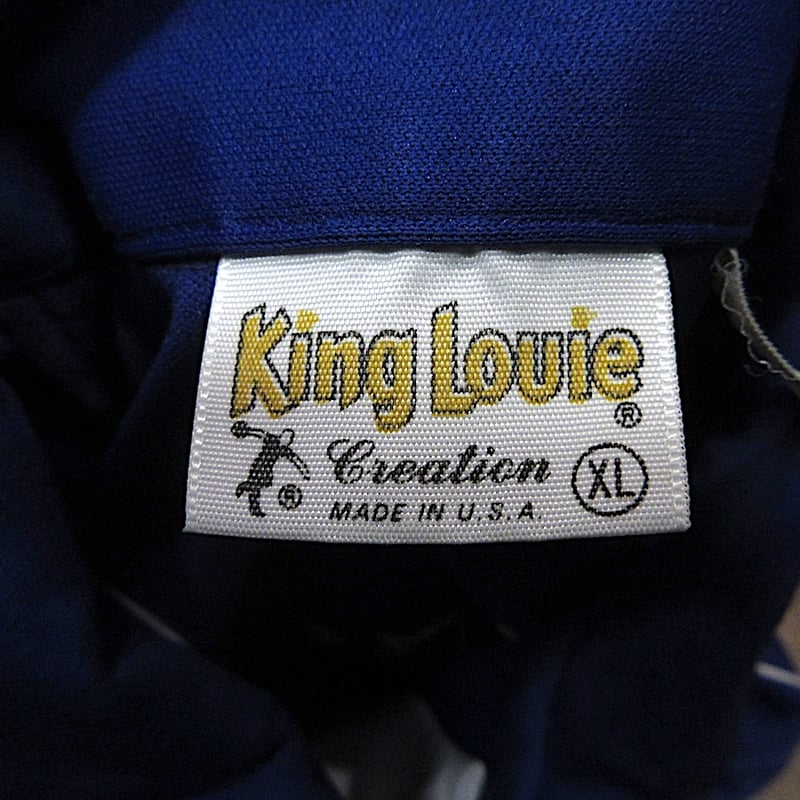 King Louie ®
® Creation XL
MADE IN U.S.A.